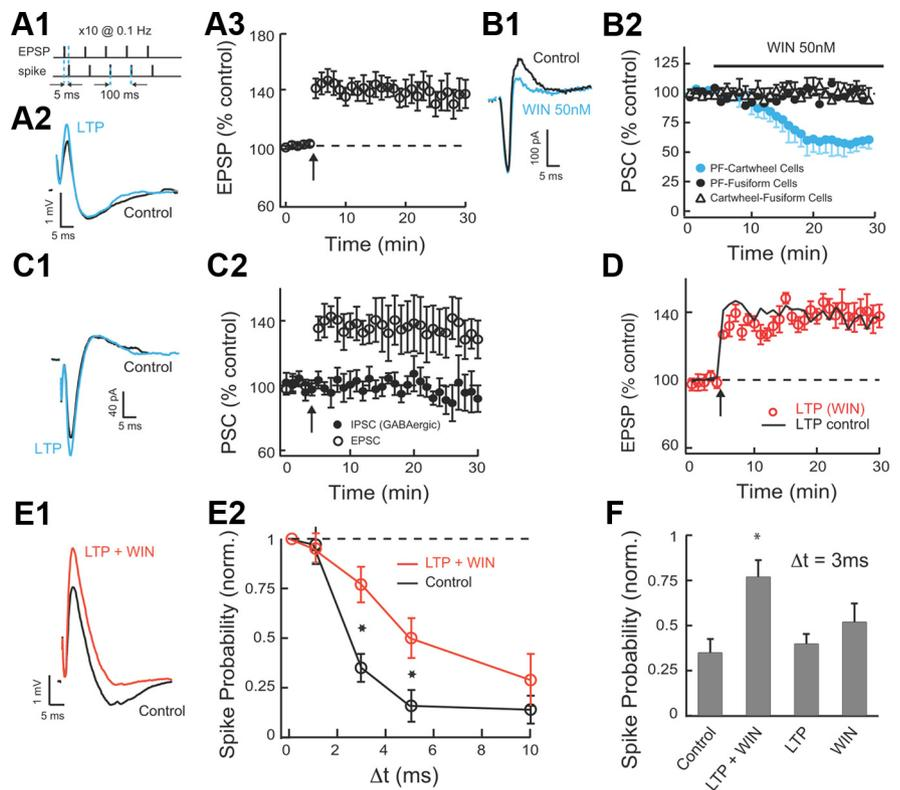 A1
x10 @ 0.1 Hz
EPSP
spike
5 ms
100 ms
A2
LTP
Control
1 mV
5 ms
A3
EPSP (% control)
180
140
100
60
0
10
20
30
Time (min)
B1
Control
WIN 50nM
100 pA
5 ms
B2
WIN 50nM
PSC (% control)
125
100
75
50
25
0
PF-Cartwheel Cells
PF-Fusiform Cells
Cartwheel-Fusiform Cells
0
10
20
30
Time (min)
C1
Control
40 pA
5 ms
LTP
C2
PSC (% control)
140
100
60
IPSC (GABAergic)
EPSC
0
10
20
30
Time (min)
D
EPSP (% control)
140
100
60
LTP (WIN)
LTP control
0
10
20
30
Time (min)
E1
LTP + WIN
1 mV
5 ms
Control
E2
Spike Probability (norm.)
1
0.75
0.5
0.25
0
LTP + WIN
Control
*
*
0
2
4
6
8
10
Δt (ms)
F
Spike Probability (norm.)
1
0.75
0.5
0.25
0
*
Δt = 3ms
Control
LTP + WIN
LTP
WIN